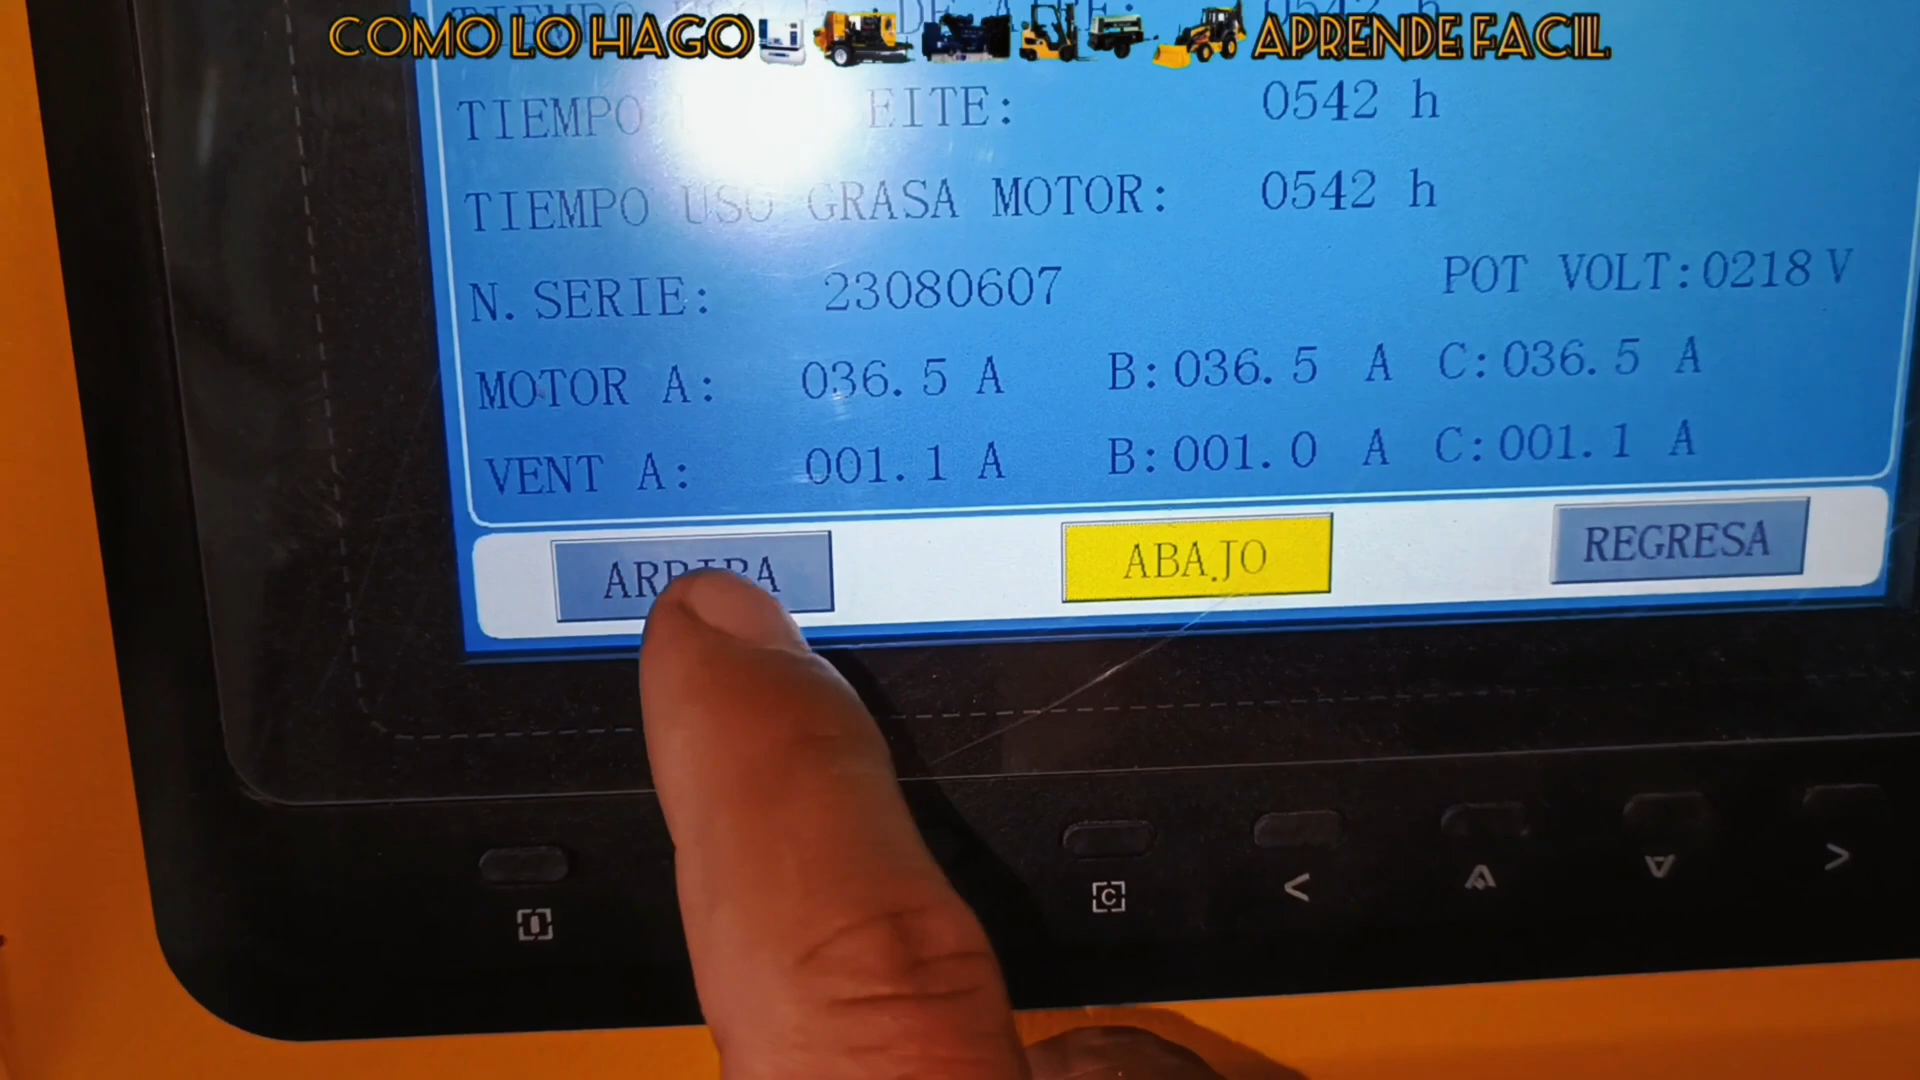 COMO LO HAGO APRENDE FACIL
TIEMPO EITE: 0542 h
TIEMPO USO GRASA MOTOR: 0542 h
N. SERIE: 23080607 POT VOLT:0218 V
MOTOR A: 036.5 A B:036.5 A C:036.5 A
VENT A: 001.1 A B:001.0 A C:001.1 A
ARRIBA ABAJO REGRESA
C < >